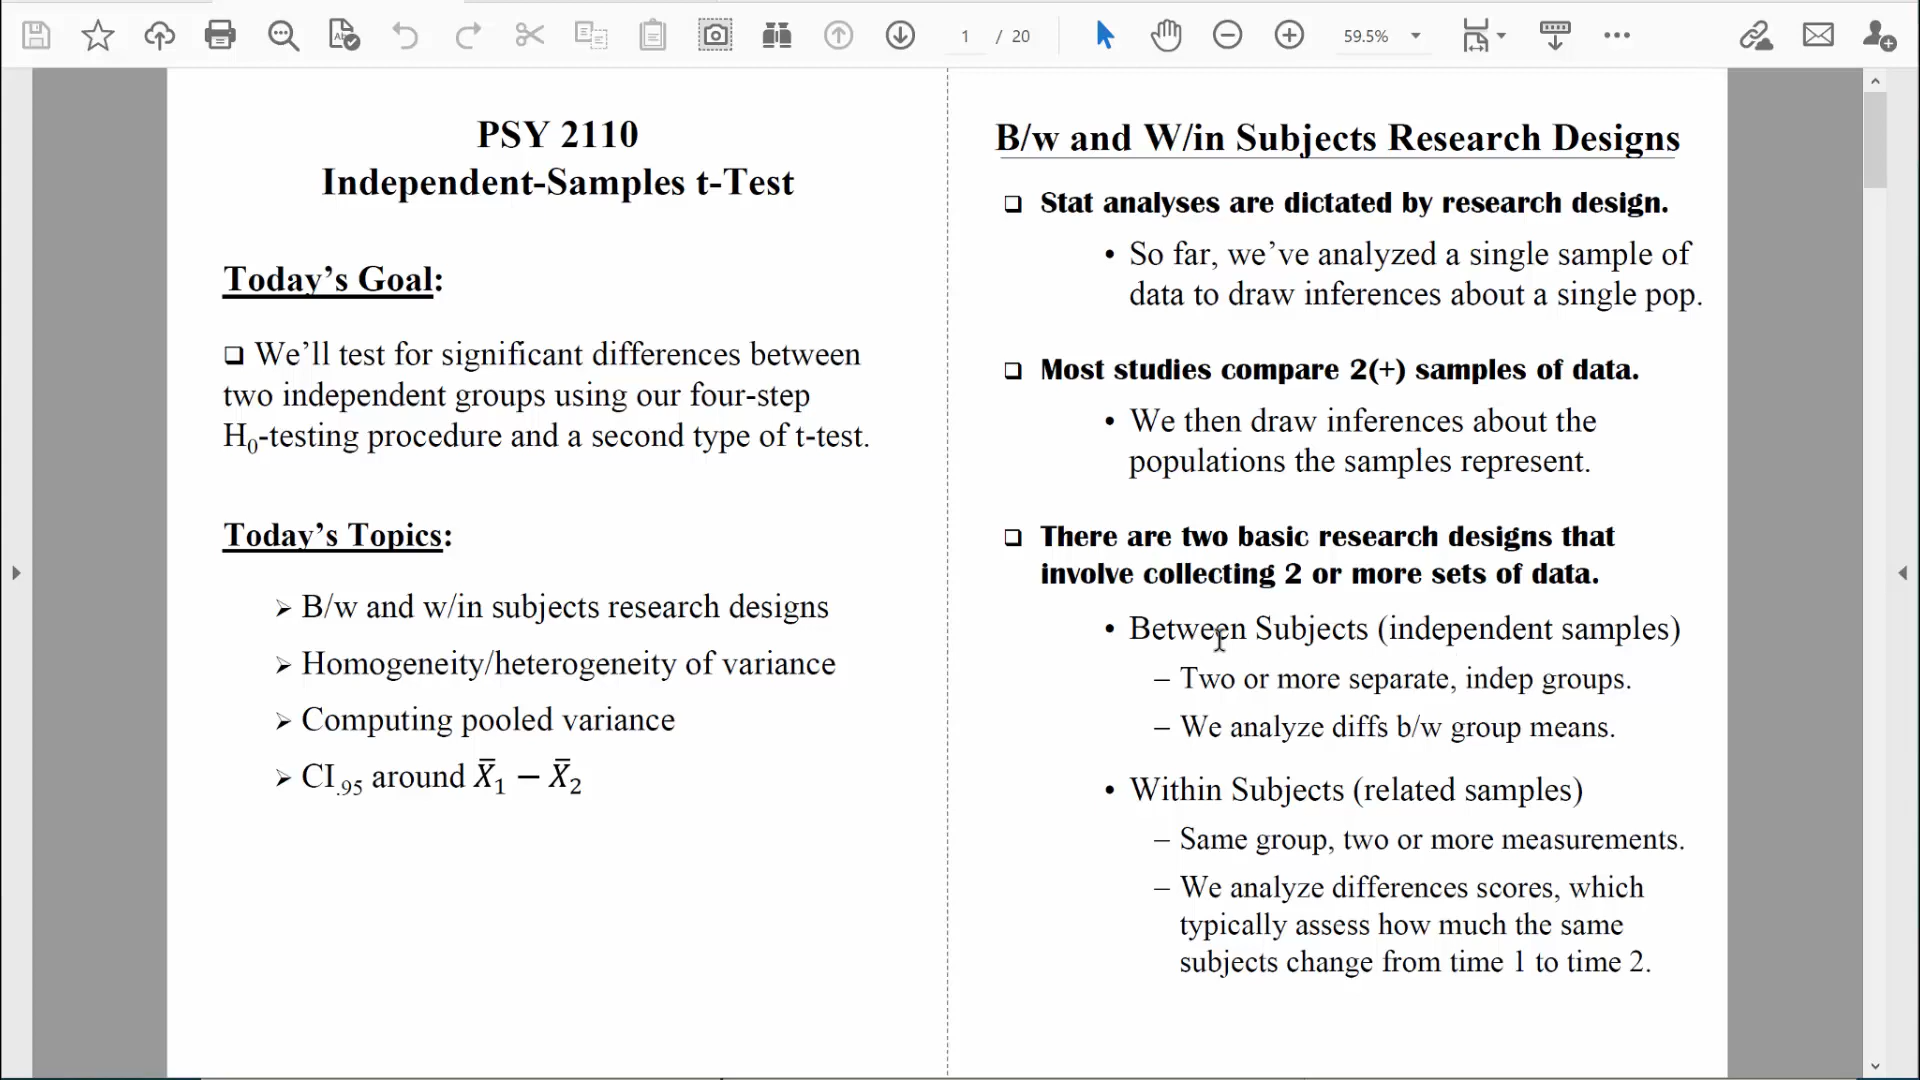 1 / 20 59.5%
PSY 2110
Independent-Samples t-Test
Today’s Goal:
❑ We’ll test for significant differences between
two independent groups using our four-step
H₀-testing procedure and a second type of t-test.
Today’s Topics:
➢ B/w and w/in subjects research designs
➢ Homogeneity/heterogeneity of variance
➢ Computing pooled variance
➢ CI.₉₅ around X̄₁ − X̄₂
B/w and W/in Subjects Research Designs
❑ Stat analyses are dictated by research design.
• So far, we’ve analyzed a single sample of
data to draw inferences about a single pop.
❑ Most studies compare 2(+) samples of data.
• We then draw inferences about the
populations the samples represent.
❑ There are two basic research designs that
involve collecting 2 or more sets of data.
• Between Subjects (independent samples)
– Two or more separate, indep groups.
– We analyze diffs b/w group means.
• Within Subjects (related samples)
– Same group, two or more measurements.
– We analyze differences scores, which
typically assess how much the same
subjects change from time 1 to time 2.